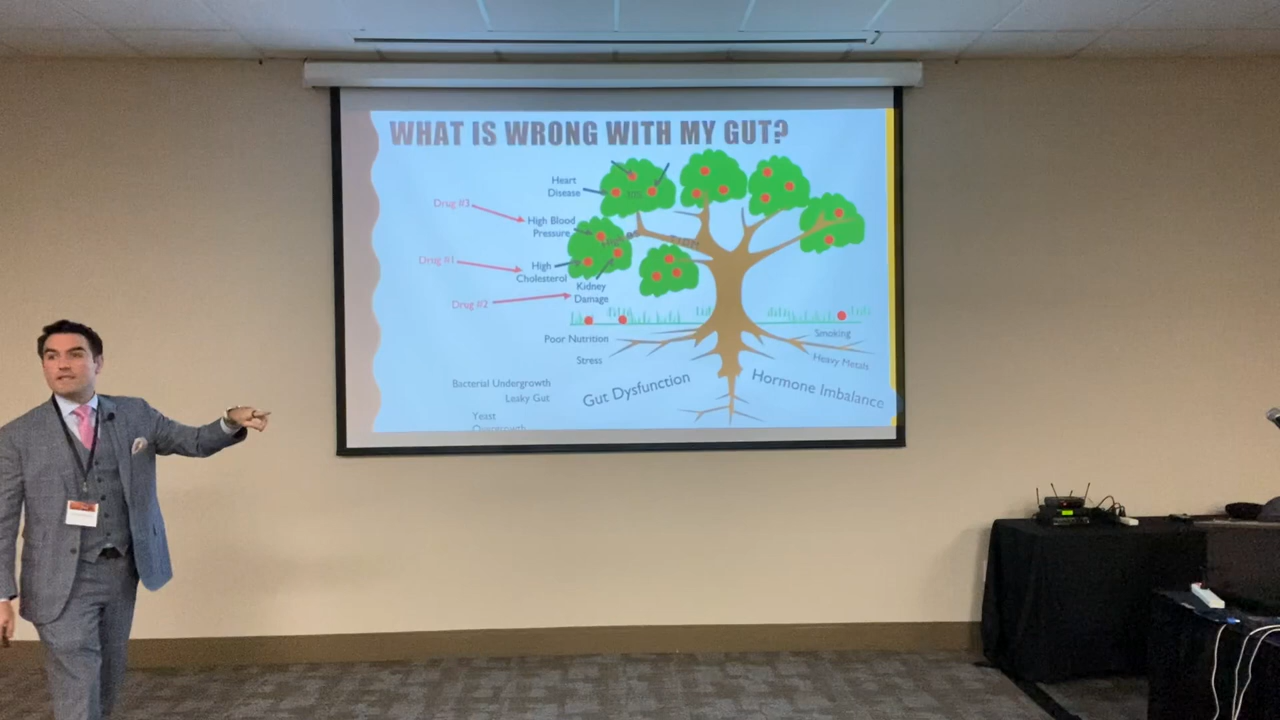 WHAT IS WRONG WITH MY GUT?
Heart
Disease
Drug #3
High Blood
Pressure
Drug #1
High
Cholesterol
Kidney
Damage
Drug #2
Poor Nutrition
Smoking
Stress
Heavy Metals
Bacterial Undergrowth
Gut Dysfunction
Hormone Imbalance
Leaky Gut
Yeast
Overgrowth